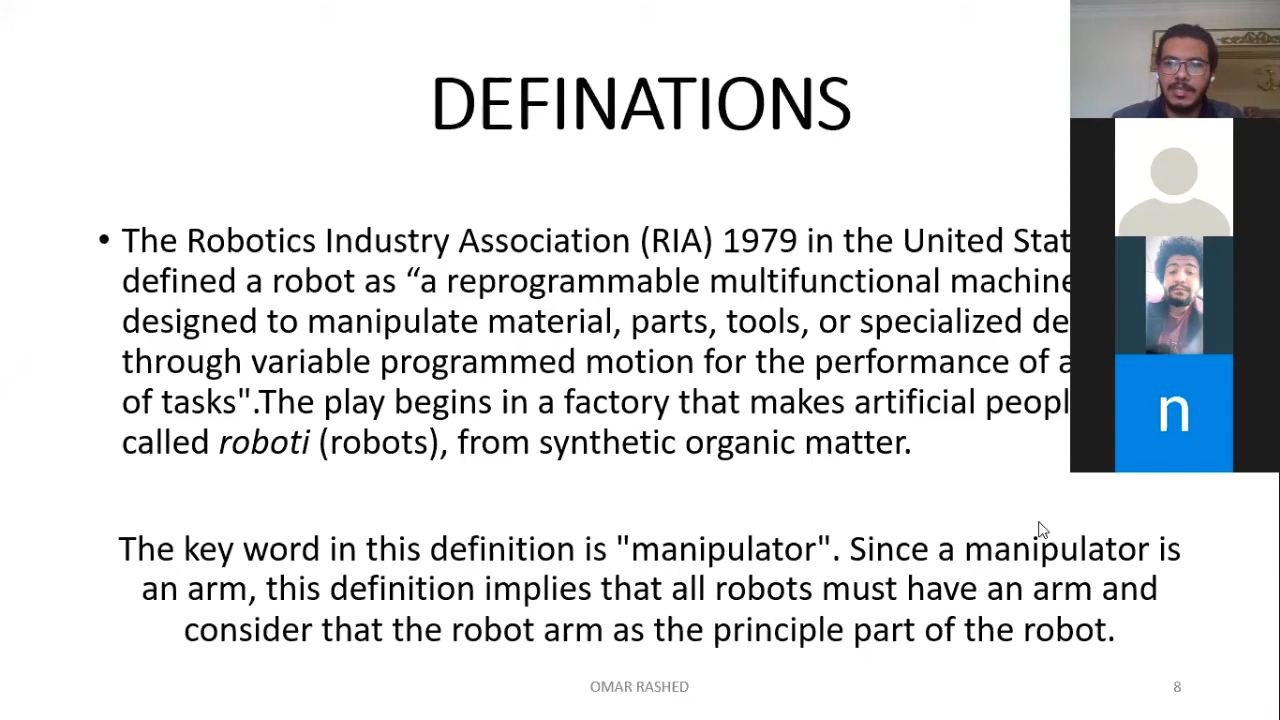 DEFINATIONS
• The Robotics Industry Association (RIA) 1979 in the United Stat
defined a robot as “a reprogrammable multifunctional machine
designed to manipulate material, parts, tools, or specialized de
through variable programmed motion for the performance of a
of tasks".The play begins in a factory that makes artificial peopl
called roboti (robots), from synthetic organic matter.
n
The key word in this definition is "manipulator". Since a manipulator is
an arm, this definition implies that all robots must have an arm and
consider that the robot arm as the principle part of the robot.
OMAR RASHED
8